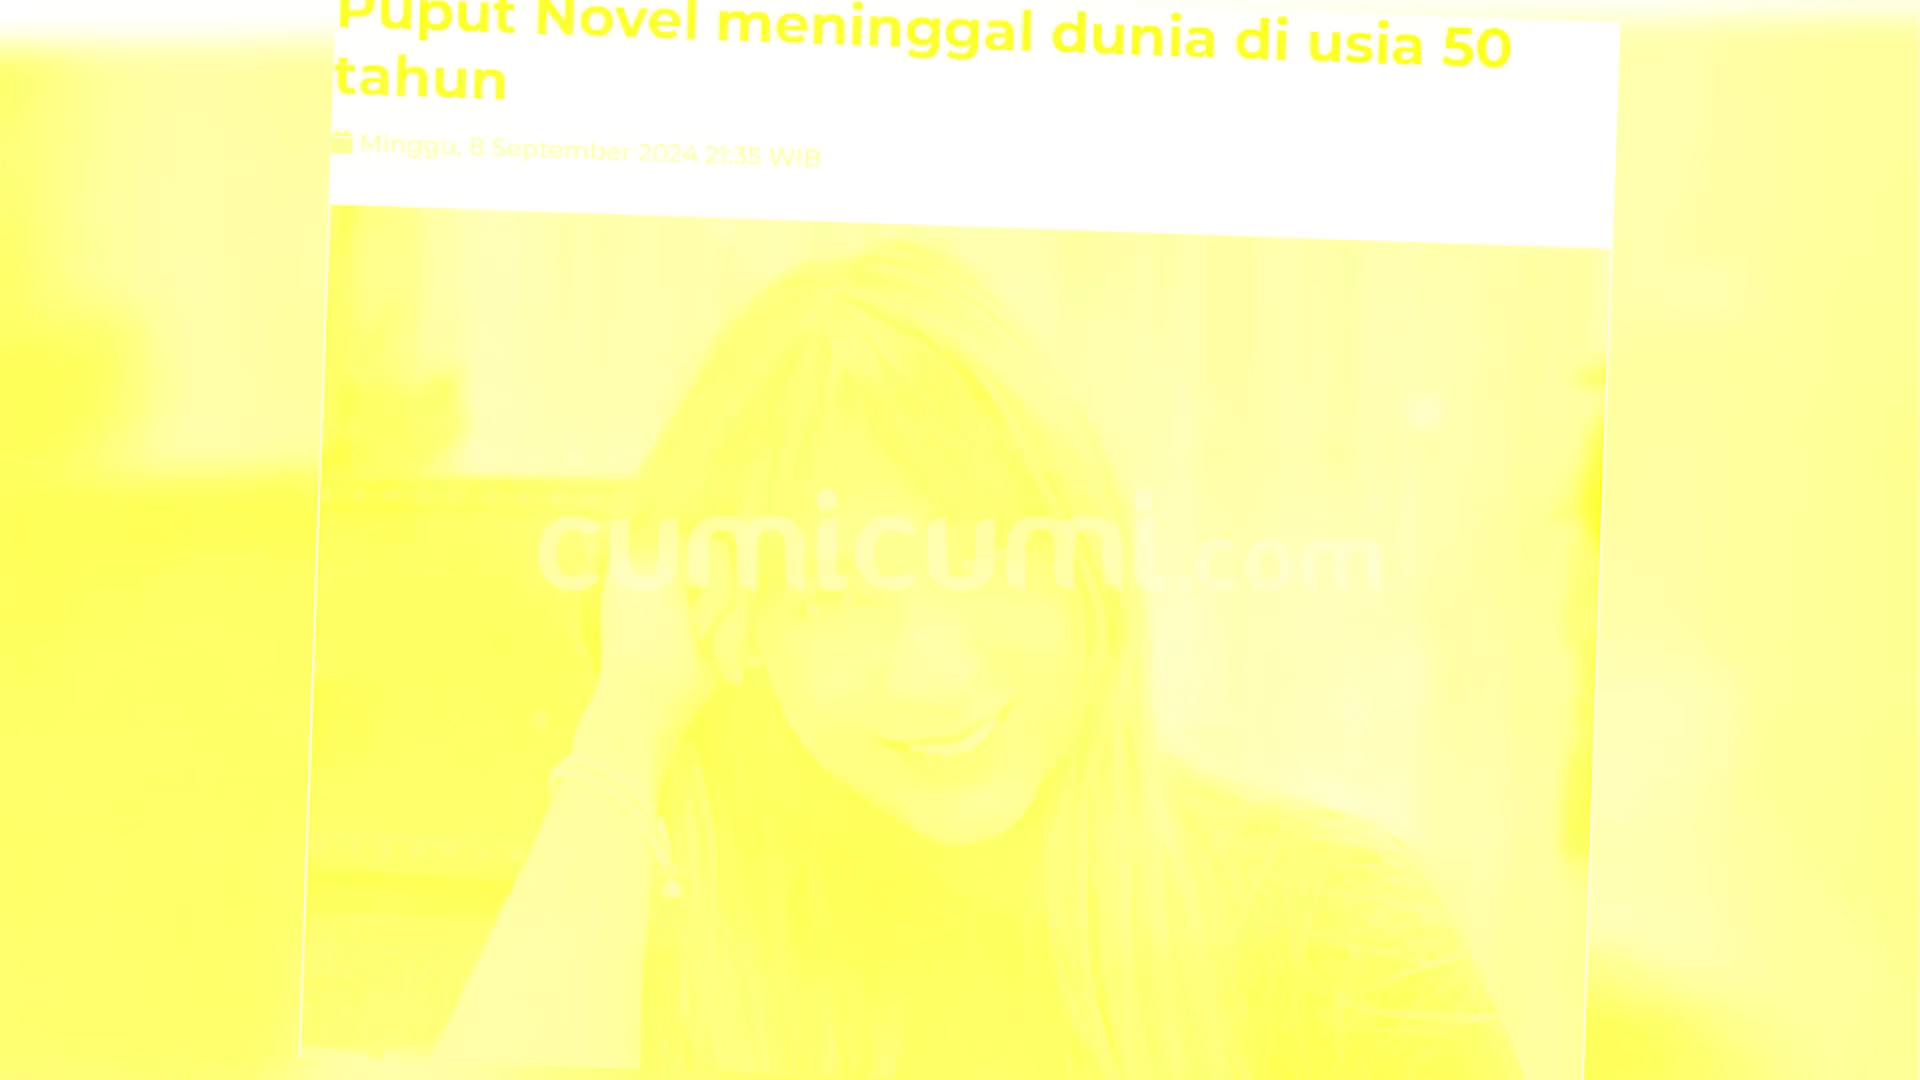 Puput Novel meninggal dunia di usia 50
tahun
Minggu, 8 September 2024 21:35 WIB
cumicumi.com